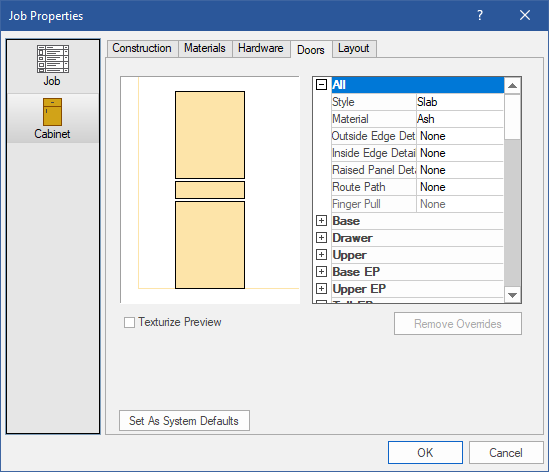 Job Properties
?
Job
Cabinet
Construction Materials Hardware Doors Layout
All
Style Slab
Material Ash
Outside Edge Det None
Inside Edge Detai None
Raised Panel Deta None
Route Path None
Finger Pull None
Base
Drawer
Upper
Base EP
Upper EP
Tall EP
Texturize Preview
Remove Overrides
Set As System Defaults
OK Cancel